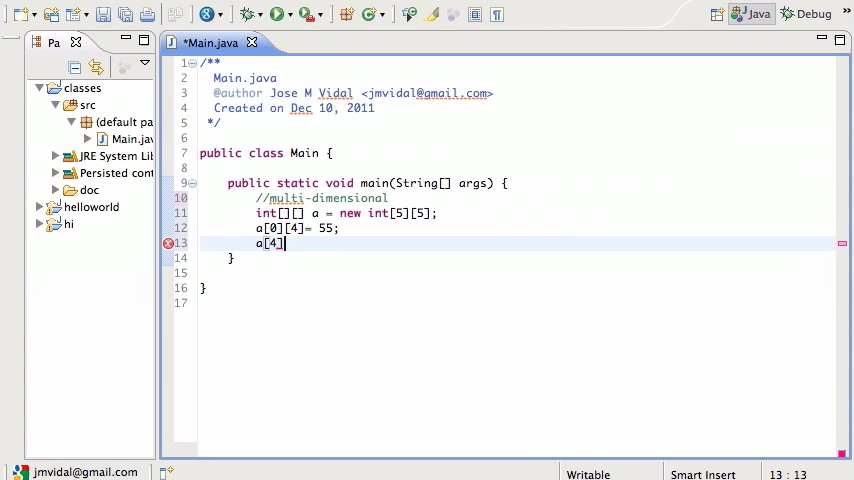 Java
Debug
»
Pa
*Main.java
classes
src
(default pa
Main.jav
JRE System Lib
Persisted cont
doc
helloworld
hi
1 /**
2 Main.java
3 @author Jose M Vidal <jmvidal@gmail.com>
4 Created on Dec 10, 2011
5 */
6
7 public class Main {
8
9 public static void main(String[] args) {
10 //multi-dimensional
11 int[][] a = new int[5][5];
12 a[0][4]= 55;
13 a[4]
14 }
15
16 }
17
jmvidal@gmail.com
Writable
Smart Insert
13 : 13